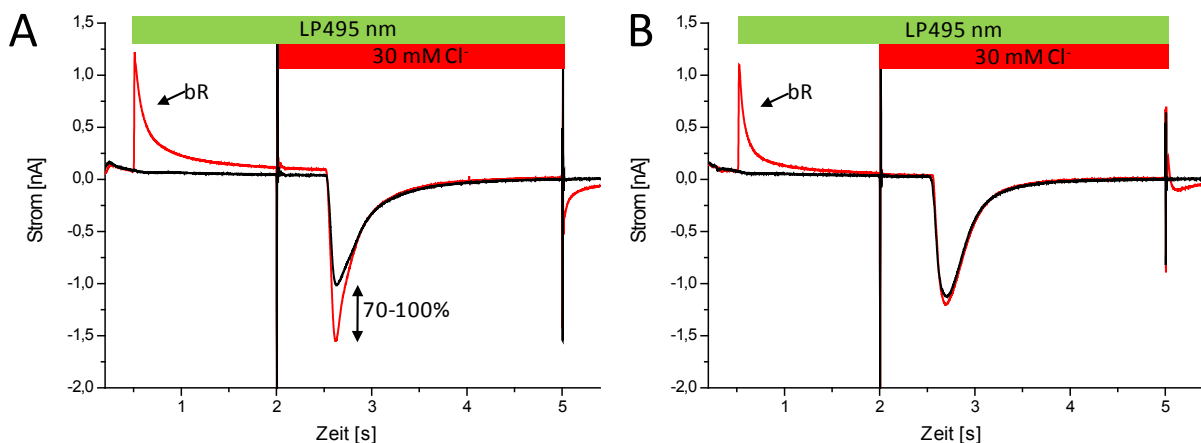 A
LP495 nm
30 mM Cl⁻
bR
70-100%
1,5
1,0
0,5
0,0
-0,5
-1,0
-1,5
-2,0
Strom [nA]
1
2
3
4
5
Zeit [s]
B
LP495 nm
30 mM Cl⁻
bR
1,5
1,0
0,5
0,0
-0,5
-1,0
-1,5
-2,0
Strom [nA]
1
2
3
4
5
Zeit [s]